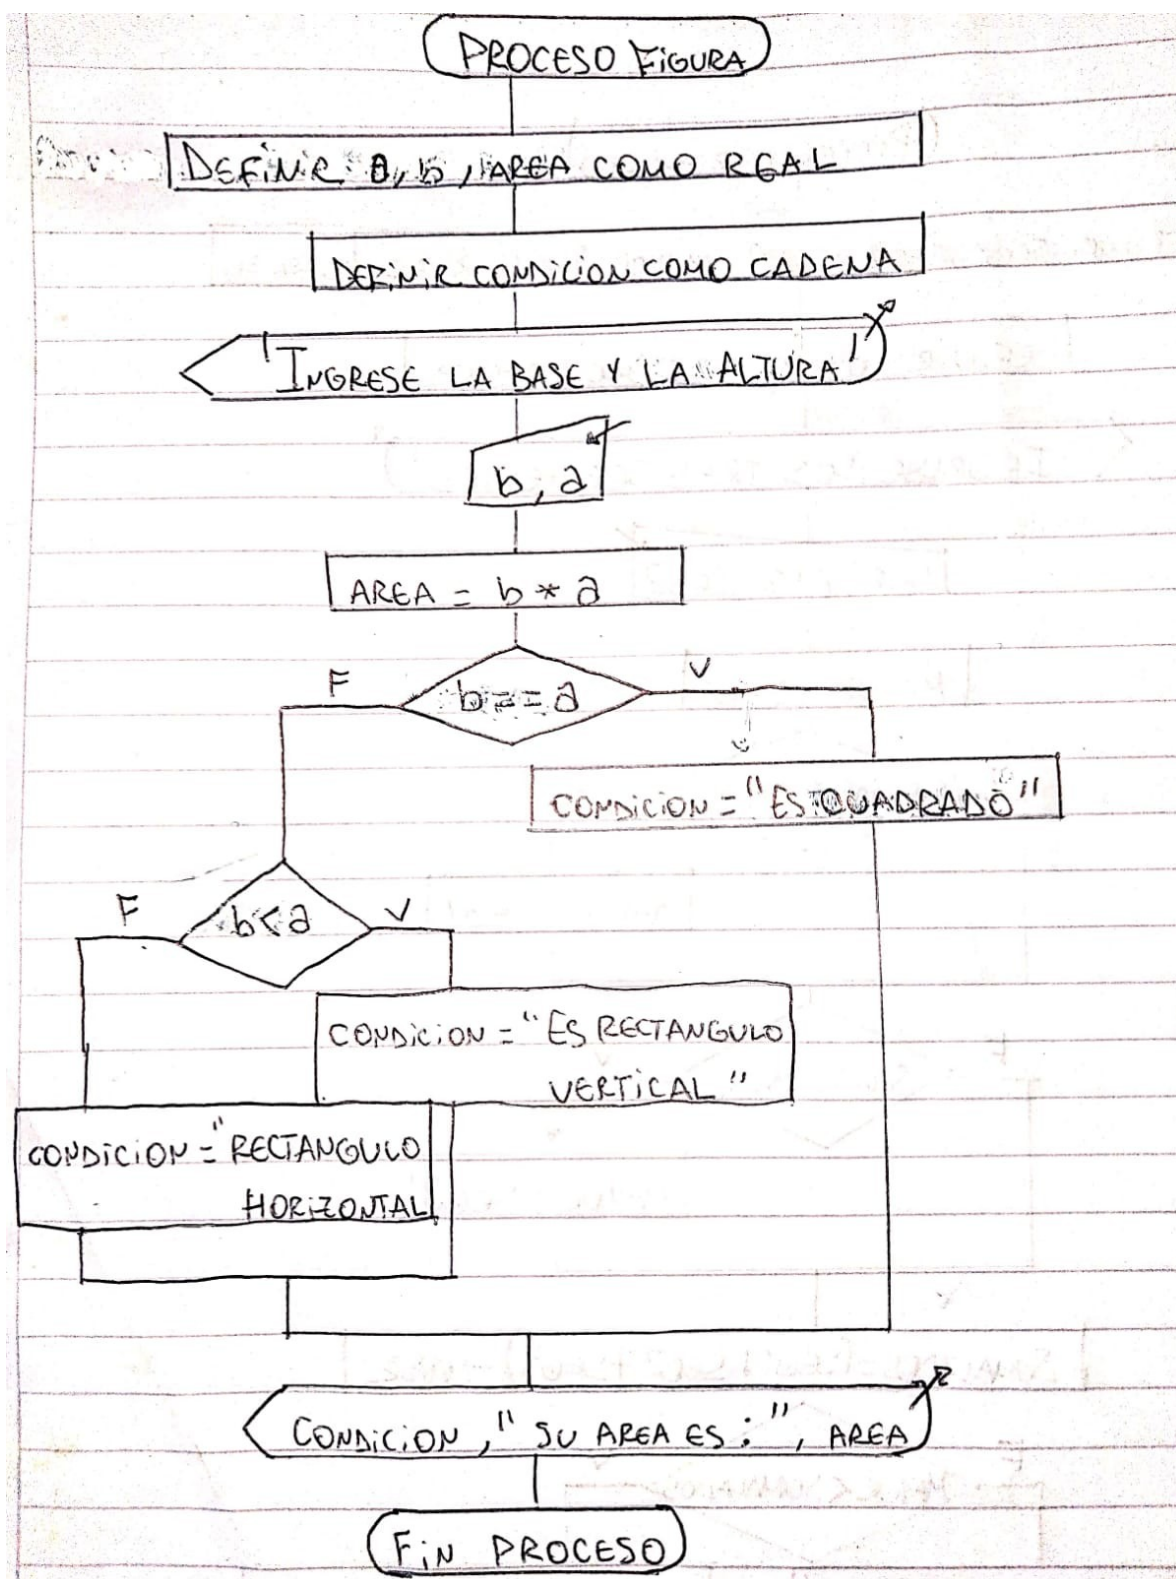 PROCESO FiGURA
DEFiNiR a, b, AREA COMO REAL
DEFiNiR CONDiCiON COMO CADENA
'INGRESE LA BASE Y LA ALTURA'
b, a
AREA = b * a
F
b == a
V
CONDiCiON = "ES CUADRADO"
F
b < a
V
CONDiCiON = "ES RECTANGULO
VERTiCAL"
CONDiCiON = "RECTANGULO
HORiZONTAL
CONDiCiON, "SU AREA ES:", AREA
FiN PROCESO